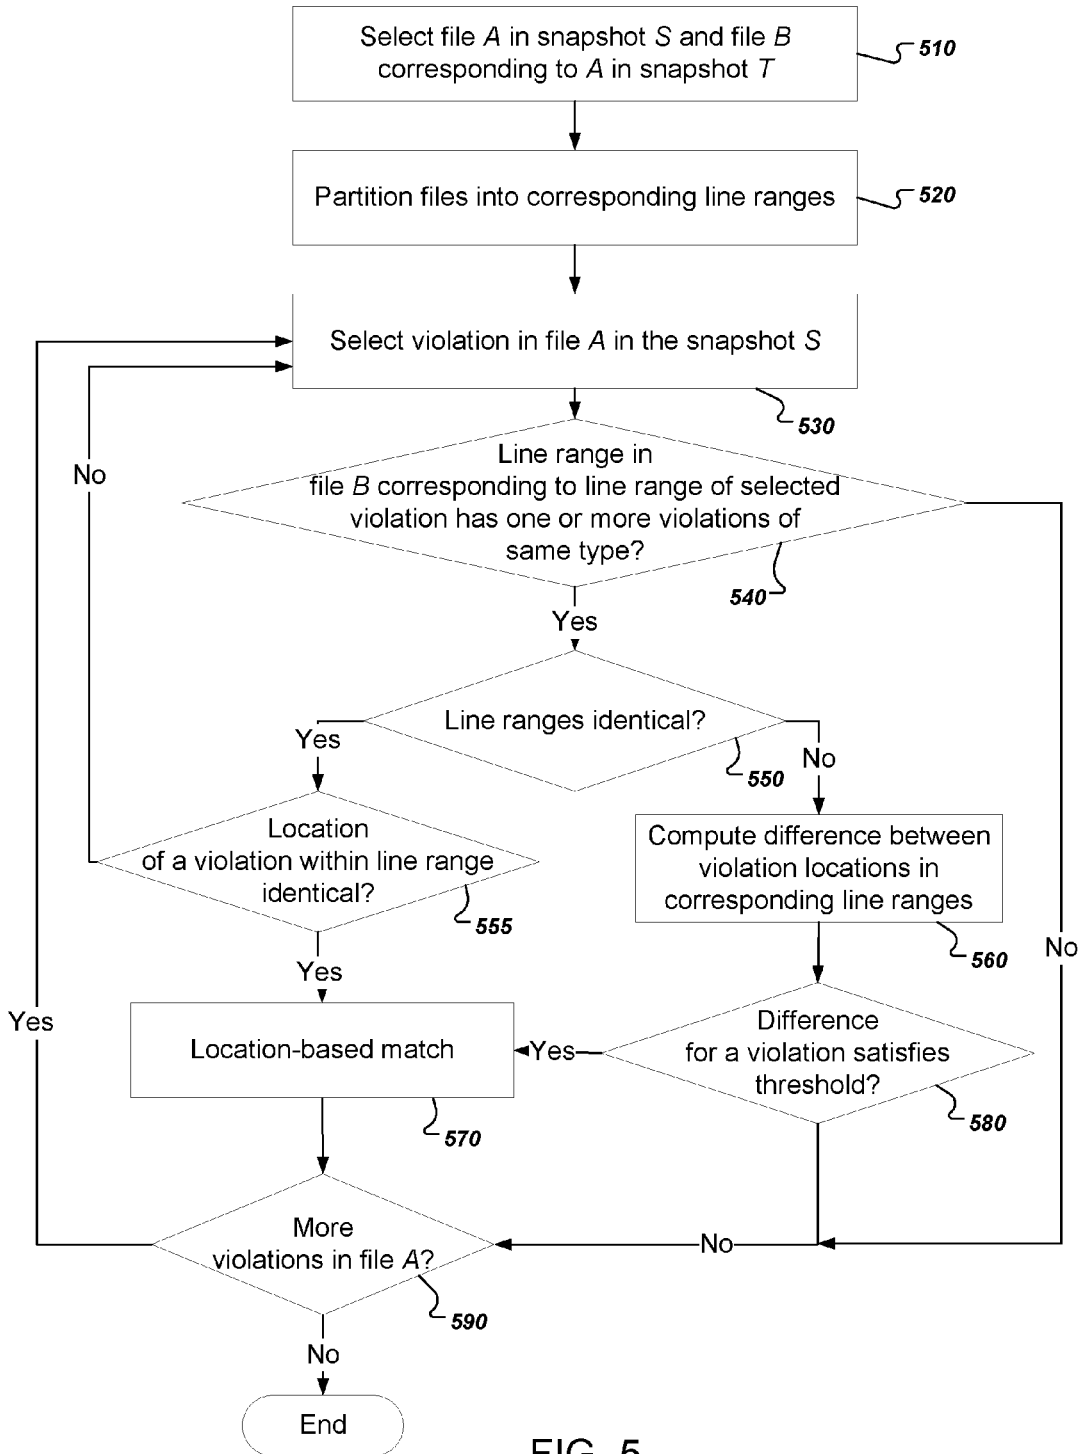 Select file A in snapshot S and file B
corresponding to A in snapshot T
510
Partition files into corresponding line ranges
520
Select violation in file A in the snapshot S
530
Line range in
file B corresponding to line range of selected
violation has one or more violations of
same type?
540
No
Yes
Line ranges identical?
550
Yes
No
Location
of a violation within line range
identical?
555
Compute difference between
violation locations in
corresponding line ranges
560
No
Yes
Yes
Location-based match
570
Yes
Difference
for a violation satisfies
threshold?
580
More
violations in file A?
590
No
No
End
FIG. 5